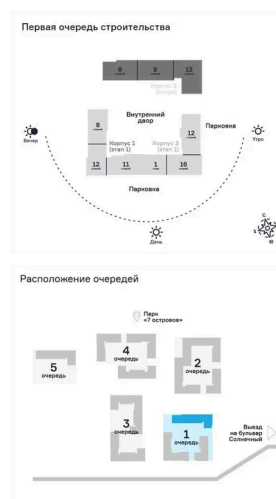 Первая очередь строительства
8 9 12
Корпус 3
8
Внутренний
двор
12
Парковка
Вечер
Утро
Корпус 1
(этап 1)
Корпус 2
(этап 1)
12 11 1 16
Парковка
День
С
Ю
Расположение очередей
Парк
«7 островов»
5
очередь
4
очередь
2
очередь
3
очередь
1
очередь
Выезд
на бульвар
Солнечный